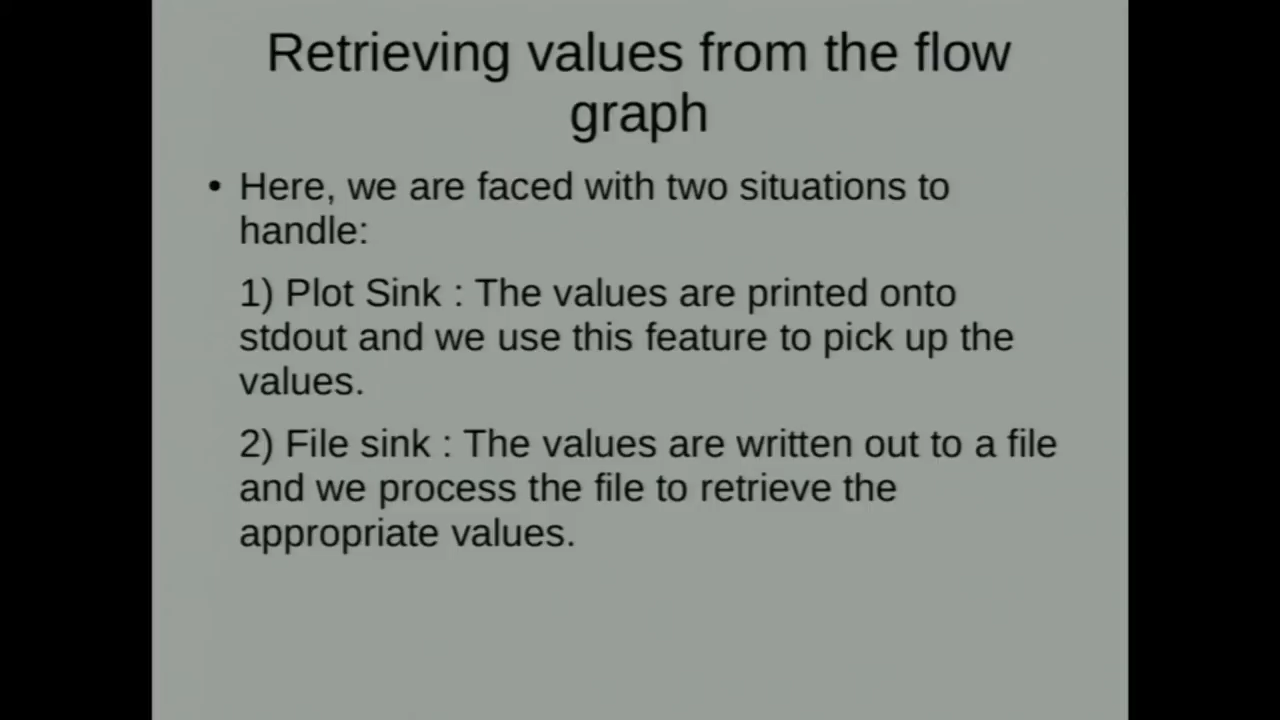 Retrieving values from the flow
graph
• Here, we are faced with two situations to
handle:
1) Plot Sink : The values are printed onto
stdout and we use this feature to pick up the
values.
2) File sink : The values are written out to a file
and we process the file to retrieve the
appropriate values.